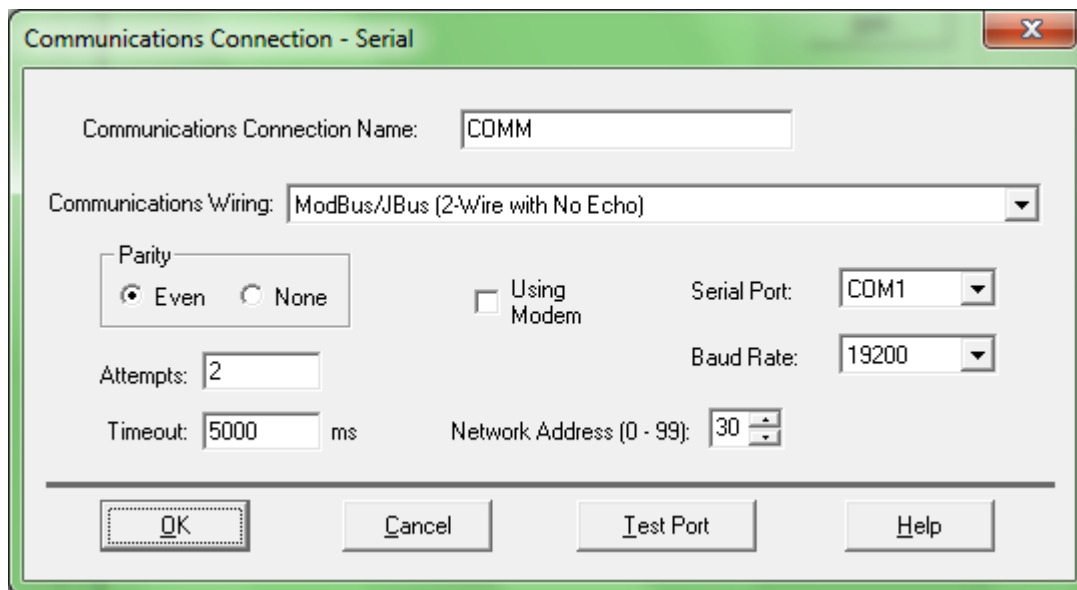 Communications Connection - Serial
Communications Connection Name: COMM
Communications Wiring: ModBus/JBus (2-Wire with No Echo)
Parity
Even None
Using
Modem
Serial Port: COM1
Attempts: 2
Baud Rate: 19200
Timeout: 5000 ms
Network Address (0 - 99): 30
OK Cancel Test Port Help